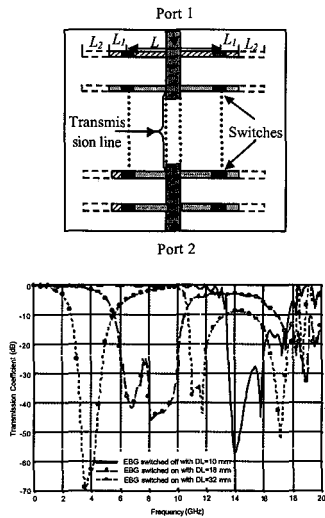 Port 1
L2 L1 L L1 L2
Transmis
sion line
Switches
Port 2
Transmission Coefficient (dB)
0
-10
-20
-30
-40
-50
-60
-70
EBG switched off with DL=10 mm
EBG switched on with DL=18 mm
EBG switched on with DL=32 mm
0 2 4 6 8 10 12 14 16 18 20
Frequency (GHz)